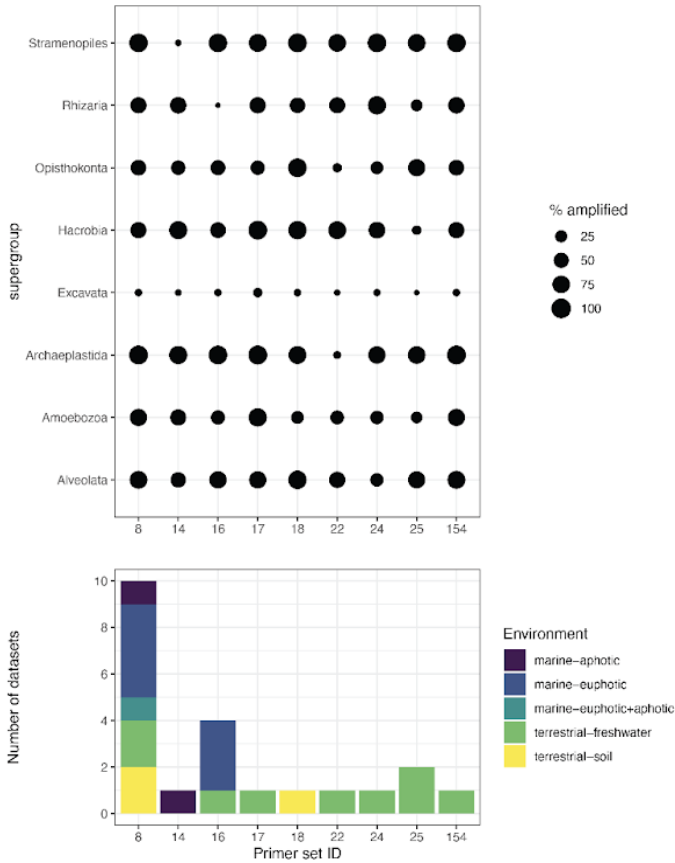 supergroup
Stramenopiles
Rhizaria
Opisthokonta
Hacrobia
Excavata
Archaeplastida
Amoebozoa
Alveolata
8 14 16 17 18 22 24 25 154
% amplified
25
50
75
100
Number of datasets
10
8
6
4
2
0
8 14 16 17 18 22 24 25 154
Primer set ID
Environment
marine−aphotic
marine−euphotic
marine−euphotic+aphotic
terrestrial−freshwater
terrestrial−soil